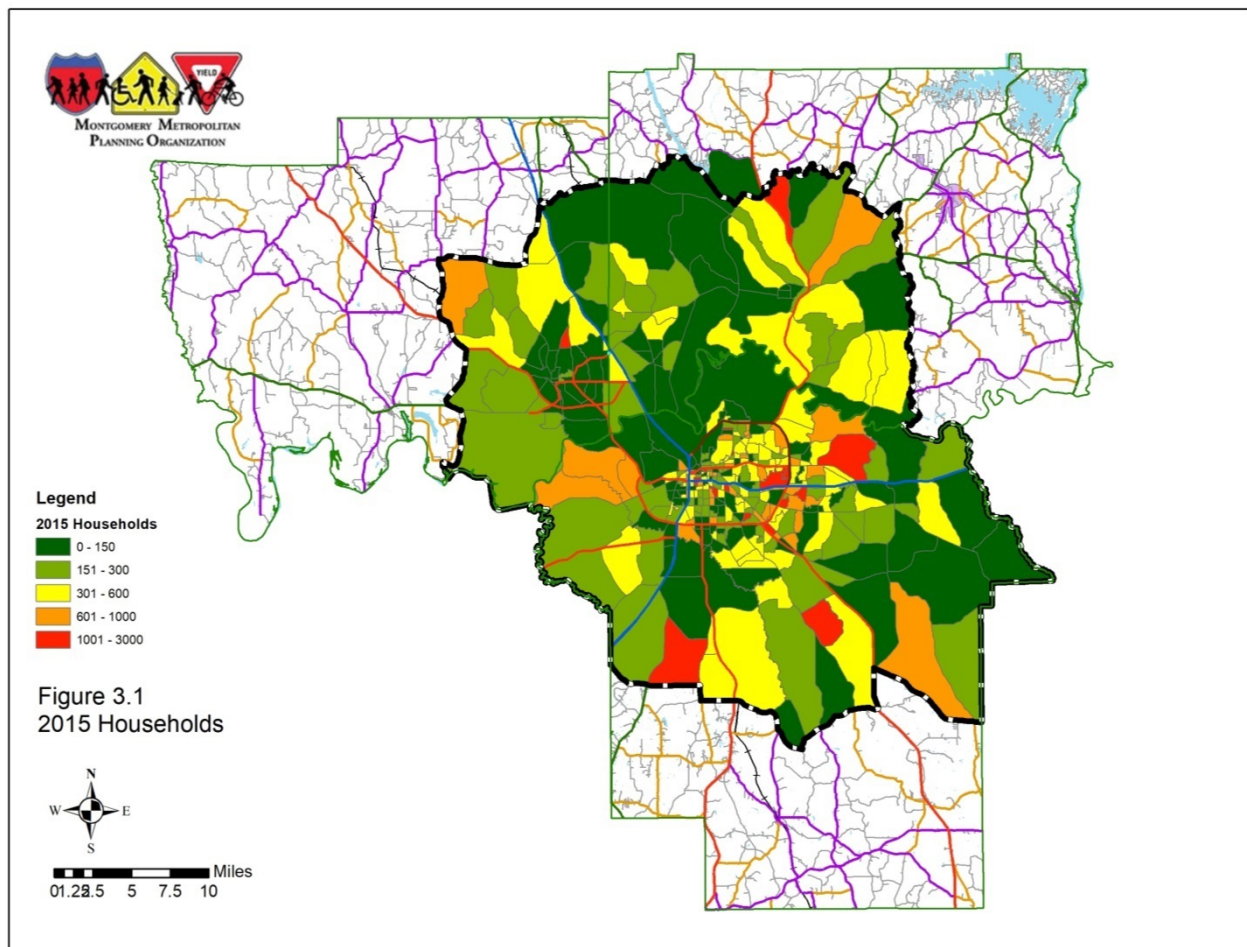 YIELD
MONTGOMERY METROPOLITAN
PLANNING ORGANIZATION
Legend
2015 Households
0 - 150
151 - 300
301 - 600
601 - 1000
1001 - 3000
Figure 3.1
2015 Households
N
W E
S
Miles
5 7.5 10